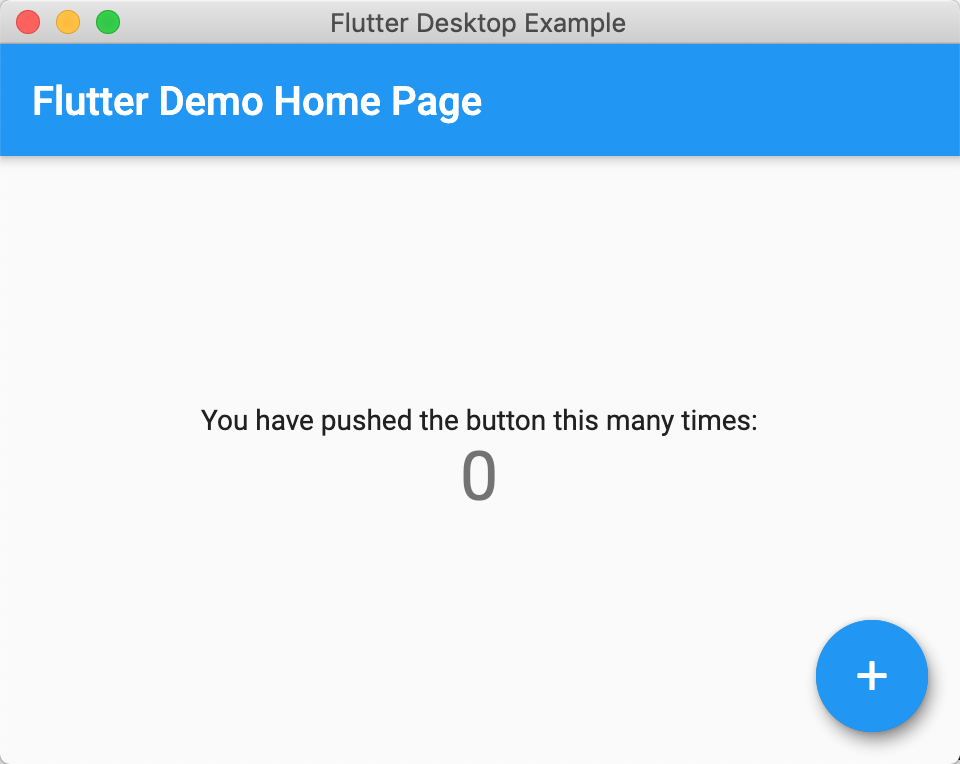 Flutter Desktop Example
Flutter Demo Home Page
You have pushed the button this many times:
0
+